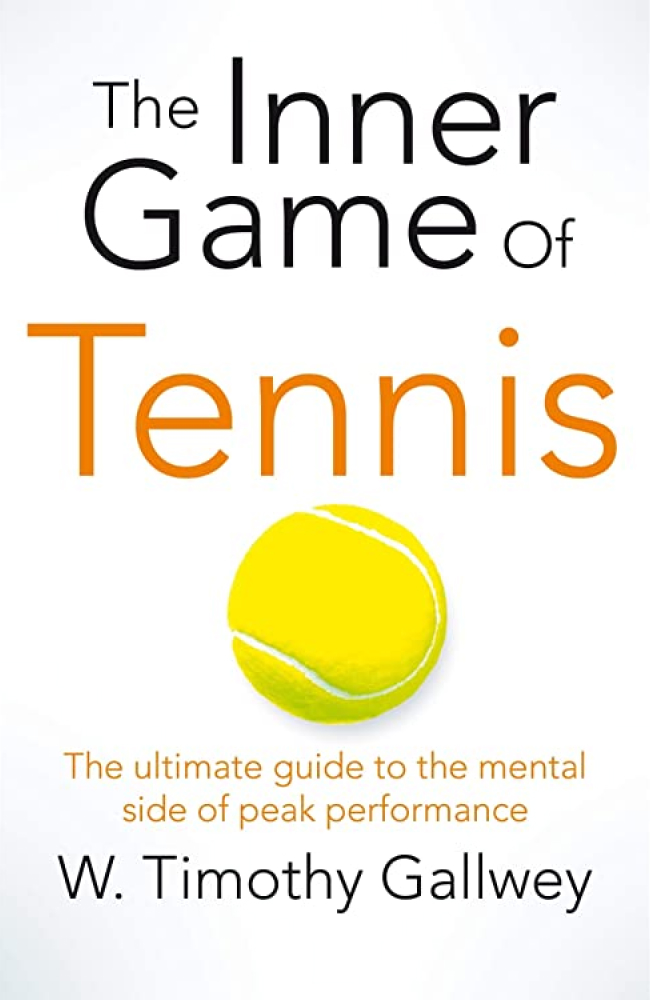 The Inner
Game Of
Tennis
The ultimate guide to the mental
side of peak performance
W. Timothy Gallwey